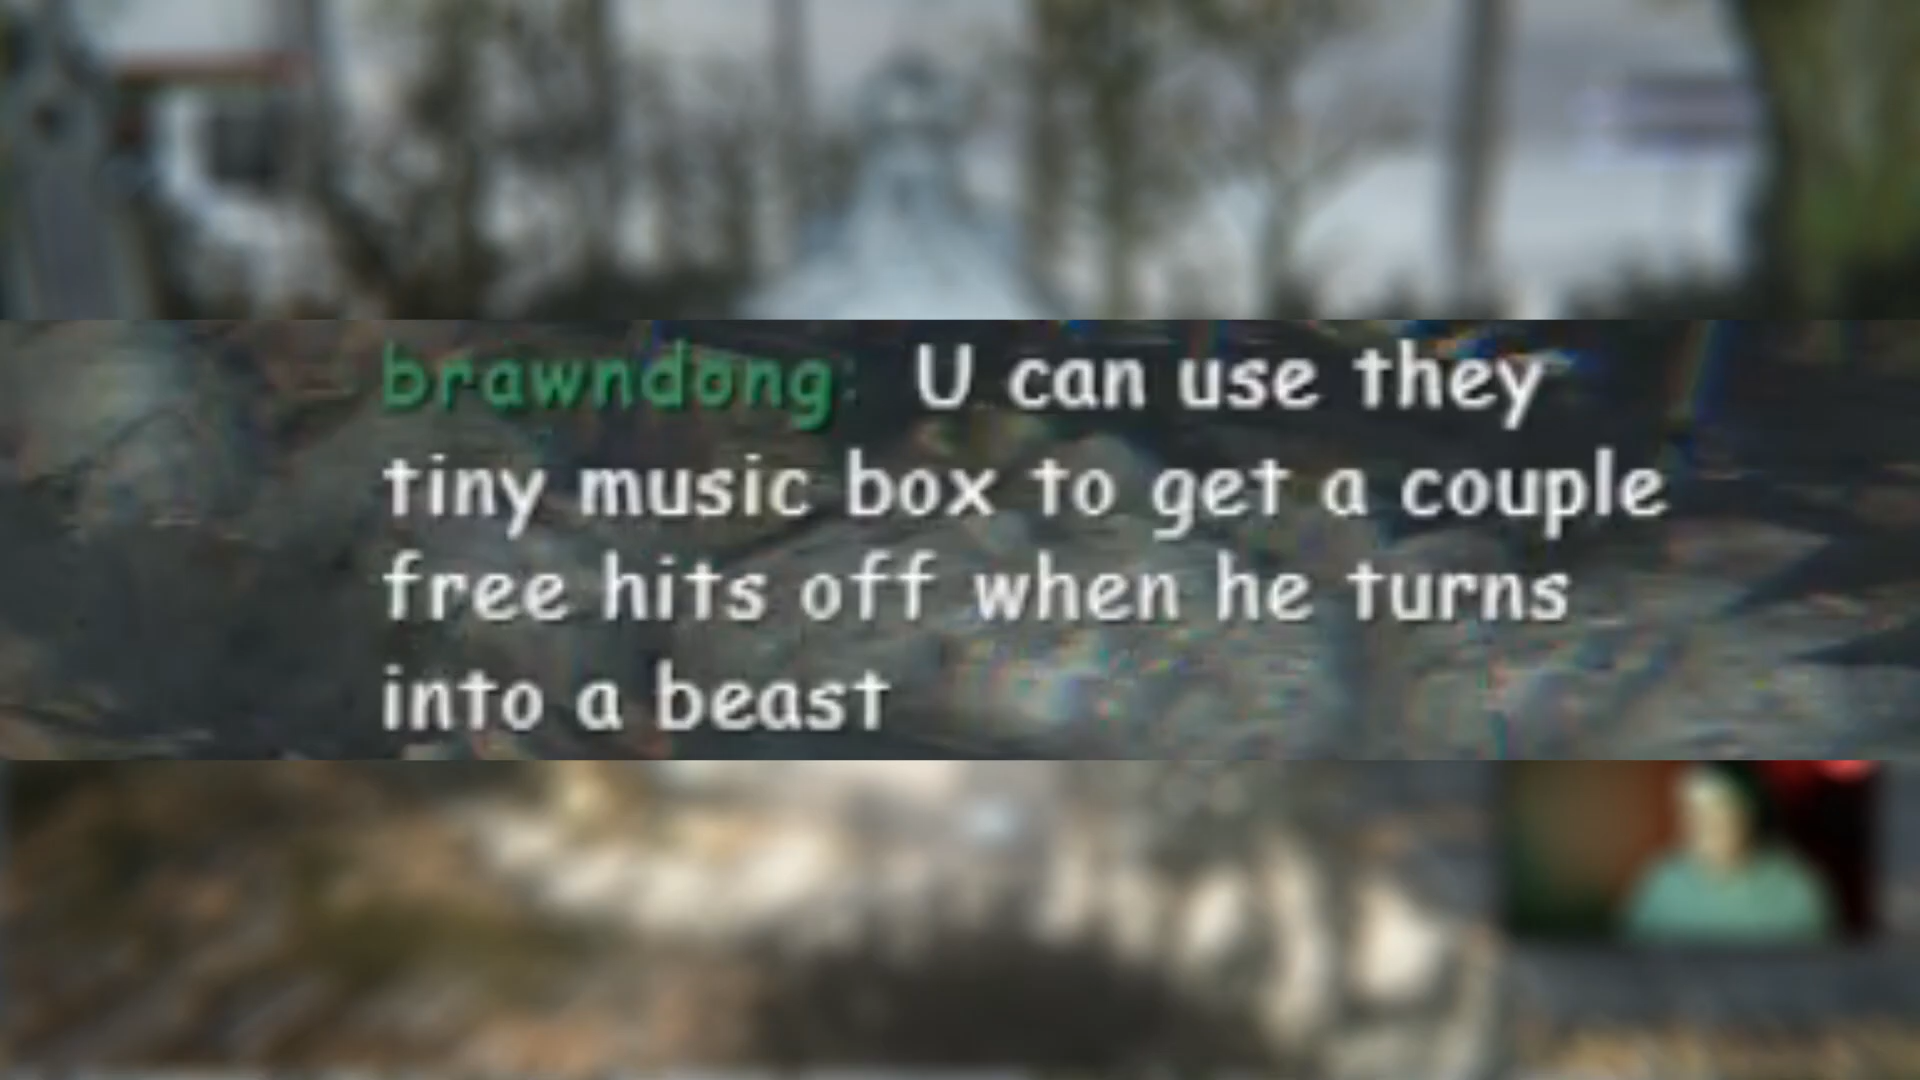 brawndong: U can use they
tiny music box to get a couple
free hits off when he turns
into a beast